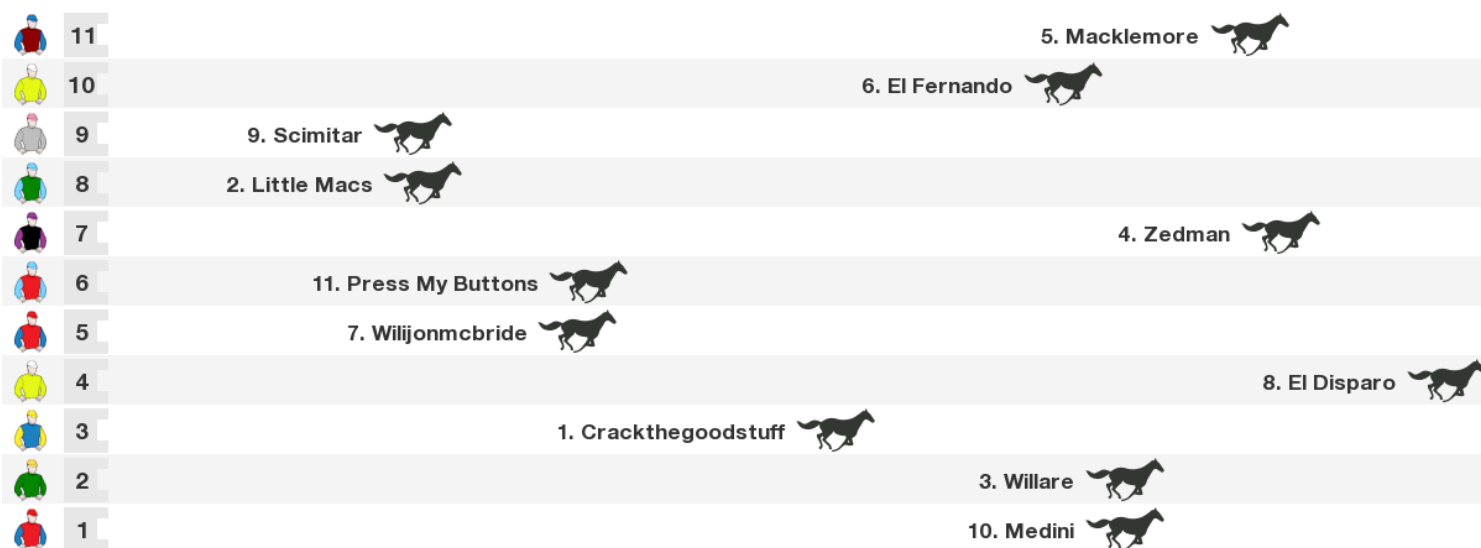 11 5. Macklemore
10 6. El Fernando
9 9. Scimitar
8 2. Little Macs
7 4. Zedman
6 11. Press My Buttons
5 7. Wilijonmcbride
4 8. El Disparo
3 1. Crackthegoodstuff
2 3. Willare
1 10. Medini